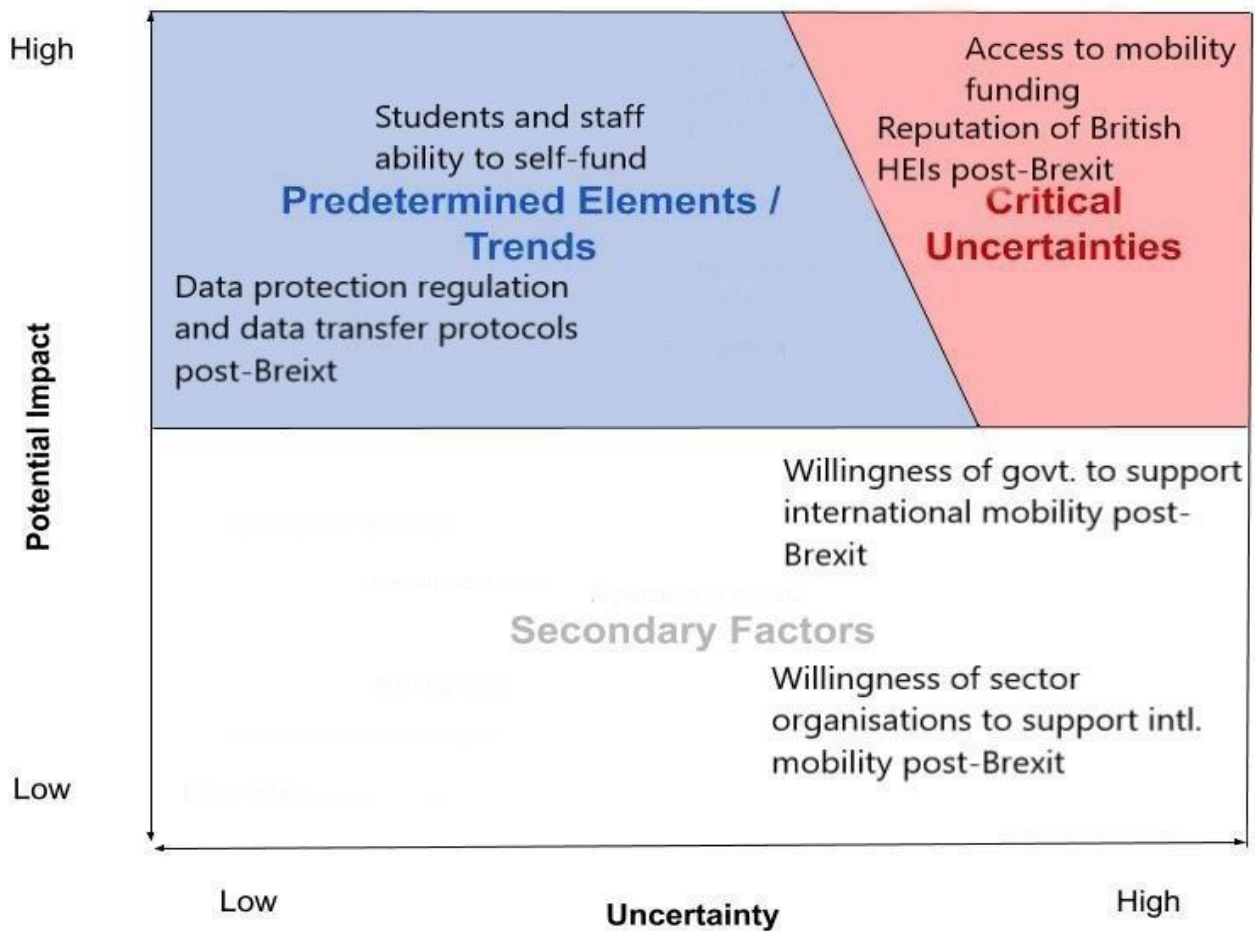 High
Access to mobility
funding
Students and staff
ability to self-fund
Reputation of British
HEIs post-Brexit
Predetermined Elements /
Trends
Critical
Uncertainties
Data protection regulation
and data transfer protocols
post-Breixt
Potential Impact
Willingness of govt. to support
international mobility post-
Brexit
Secondary Factors
Willingness of sector
organisations to support intl.
mobility post-Brexit
Low
Low
Uncertainty
High